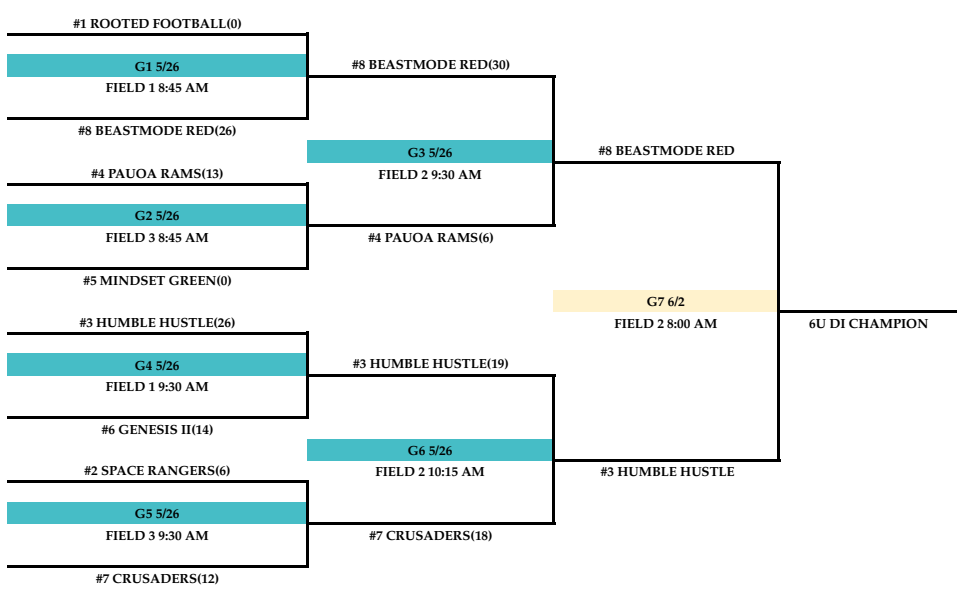 #1 ROOTED FOOTBALL(0)
G1 5/26
FIELD 1 8:45 AM
#8 BEASTMODE RED(26)
#4 PAUOA RAMS(13)
G2 5/26
FIELD 3 8:45 AM
#5 MINDSET GREEN(0)
#3 HUMBLE HUSTLE(26)
G4 5/26
FIELD 1 9:30 AM
#6 GENESIS II(14)
#2 SPACE RANGERS(6)
G5 5/26
FIELD 3 9:30 AM
#7 CRUSADERS(12)
#8 BEASTMODE RED(30)
G3 5/26
FIELD 2 9:30 AM
#4 PAUOA RAMS(6)
#3 HUMBLE HUSTLE(19)
G6 5/26
FIELD 2 10:15 AM
#7 CRUSADERS(18)
#8 BEASTMODE RED
G7 6/2
FIELD 2 8:00 AM
#3 HUMBLE HUSTLE
6U DI CHAMPION